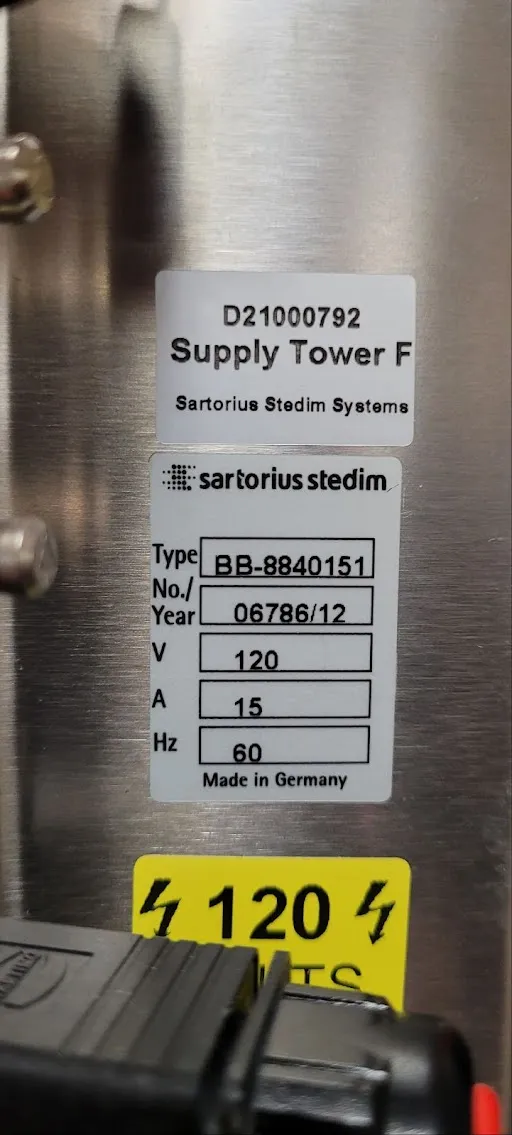 D21000792
Supply Tower F
Sartorius Stedim Systems
sartorius stedim
Type BB-8840151
No./
Year 06786/12
V 120
A 15
Hz 60
Made in Germany
120